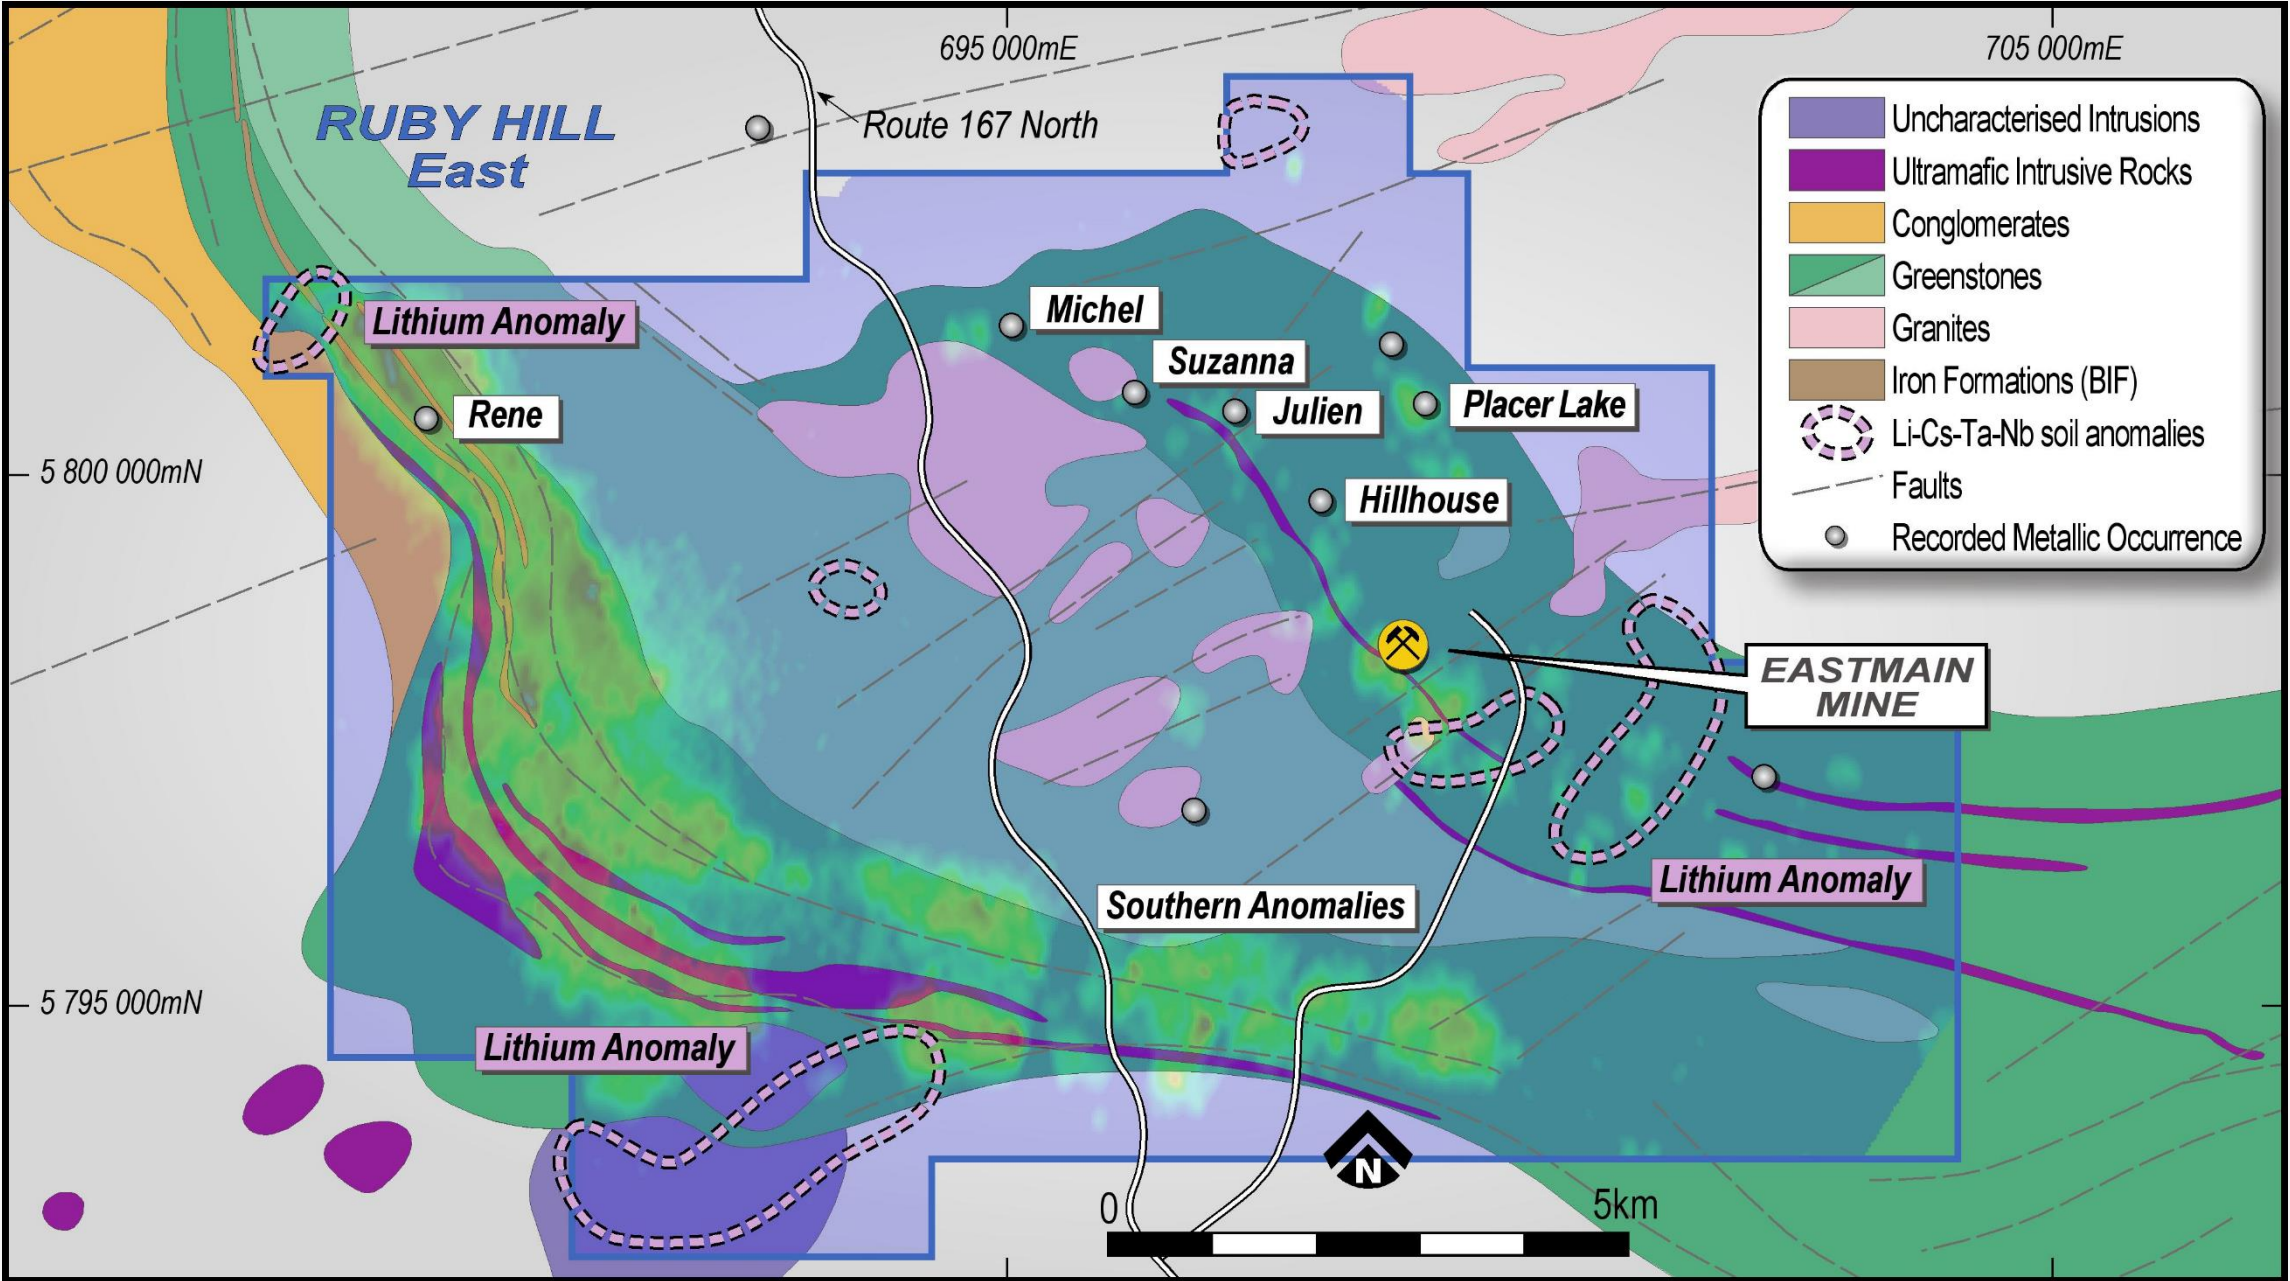 695 000mE
705 000mE
RUBY HILL
East
Route 167 North
Uncharacterised Intrusions
Ultramafic Intrusive Rocks
Conglomerates
Greenstones
Granites
Iron Formations (BIF)
Li-Cs-Ta-Nb soil anomalies
Faults
Recorded Metallic Occurrence
Lithium Anomaly
Michel
Suzanna
Rene
Julien
Placer Lake
5 800 000mN
Hillhouse
EASTMAIN
MINE
Lithium Anomaly
Southern Anomalies
5 795 000mN
Lithium Anomaly
N
0
5km